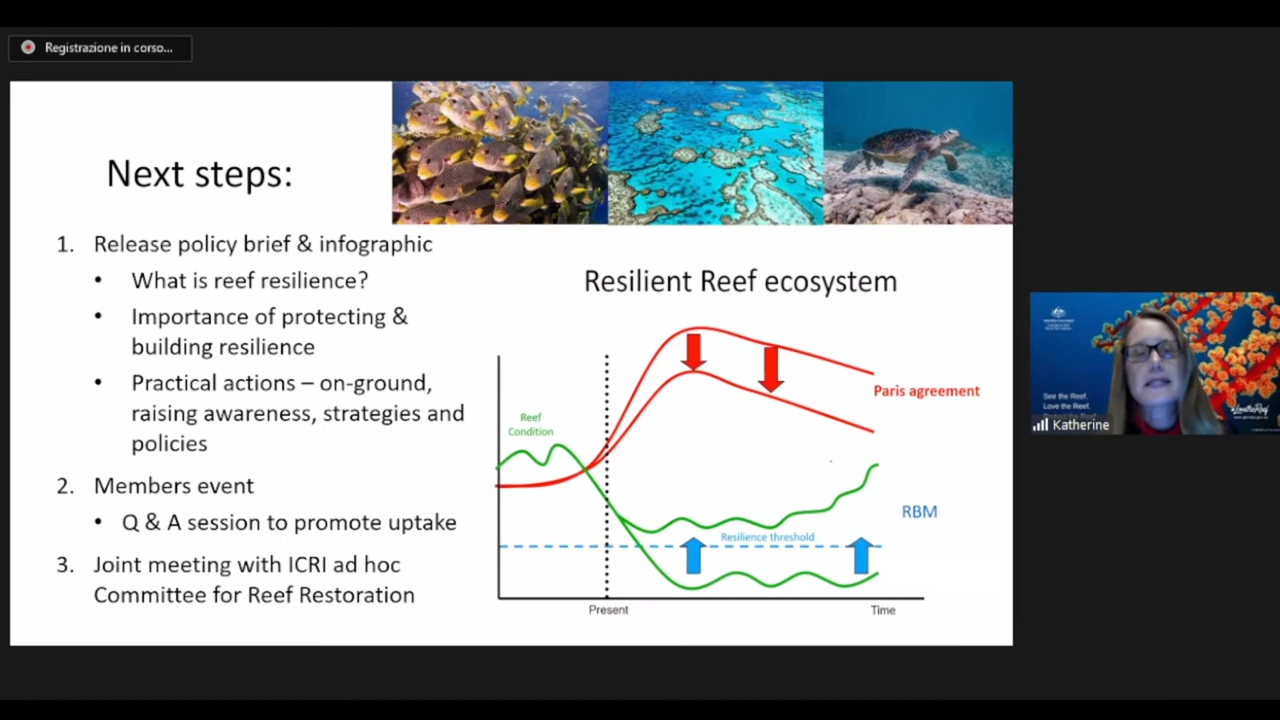 Registrazione in corso...
Next steps:
1. Release policy brief & infographic
• What is reef resilience?
• Importance of protecting &
building resilience
• Practical actions – on-ground,
raising awareness, strategies and
policies
2. Members event
• Q & A session to promote uptake
3. Joint meeting with ICRI ad hoc
Committee for Reef Restoration
Resilient Reef ecosystem
Reef
Condition
Paris agreement
RBM
Resilience threshold
Present
Time
See the Reef.
Love the Reef.
Katherine